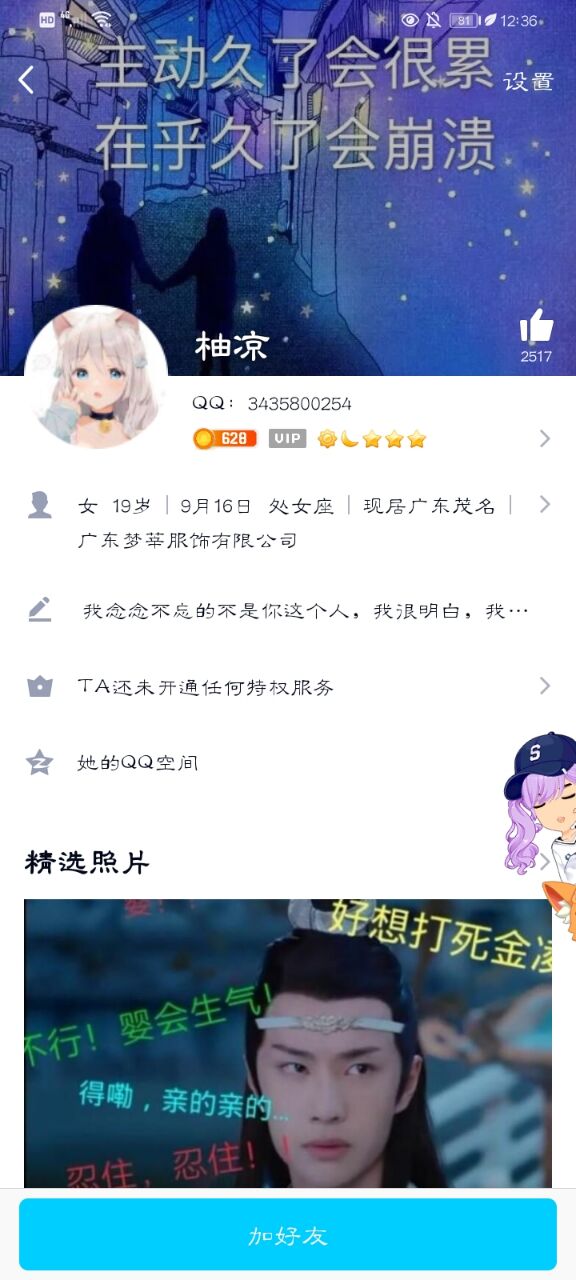 HD 4G 81 12:36
主动久了会很累
设置
在乎久了会崩溃
柚凉
2517
QQ： 3435800254
628 VIP
女 19岁 | 9月16日 处女座 | 现居广东茂名 |
广东梦莘服饰有限公司
我念念不忘的不是你这个人，我很明白，我…
TA还未开通任何特权服务
她的QQ空间
S
精选照片
婴！！
好想打死金凌
不行！婴会生气！
得嘞，亲的亲的...
忍住，忍住！！
加好友